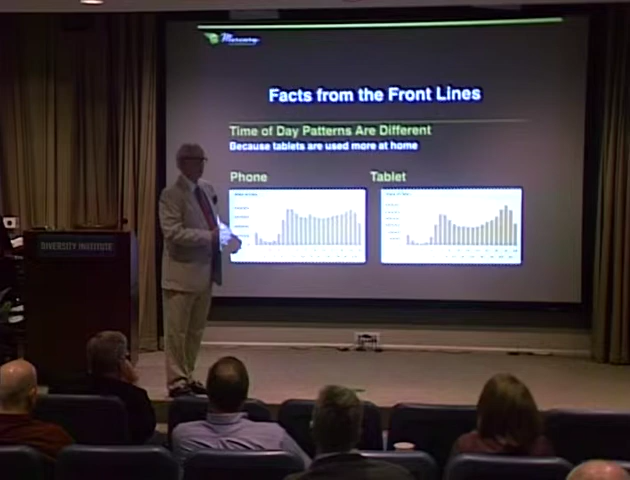 Mercury
Facts from the Front Lines
Time of Day Patterns Are Different
Because tablets are used more at home
Phone
Tablet
DIVERSITY INSTITUTE